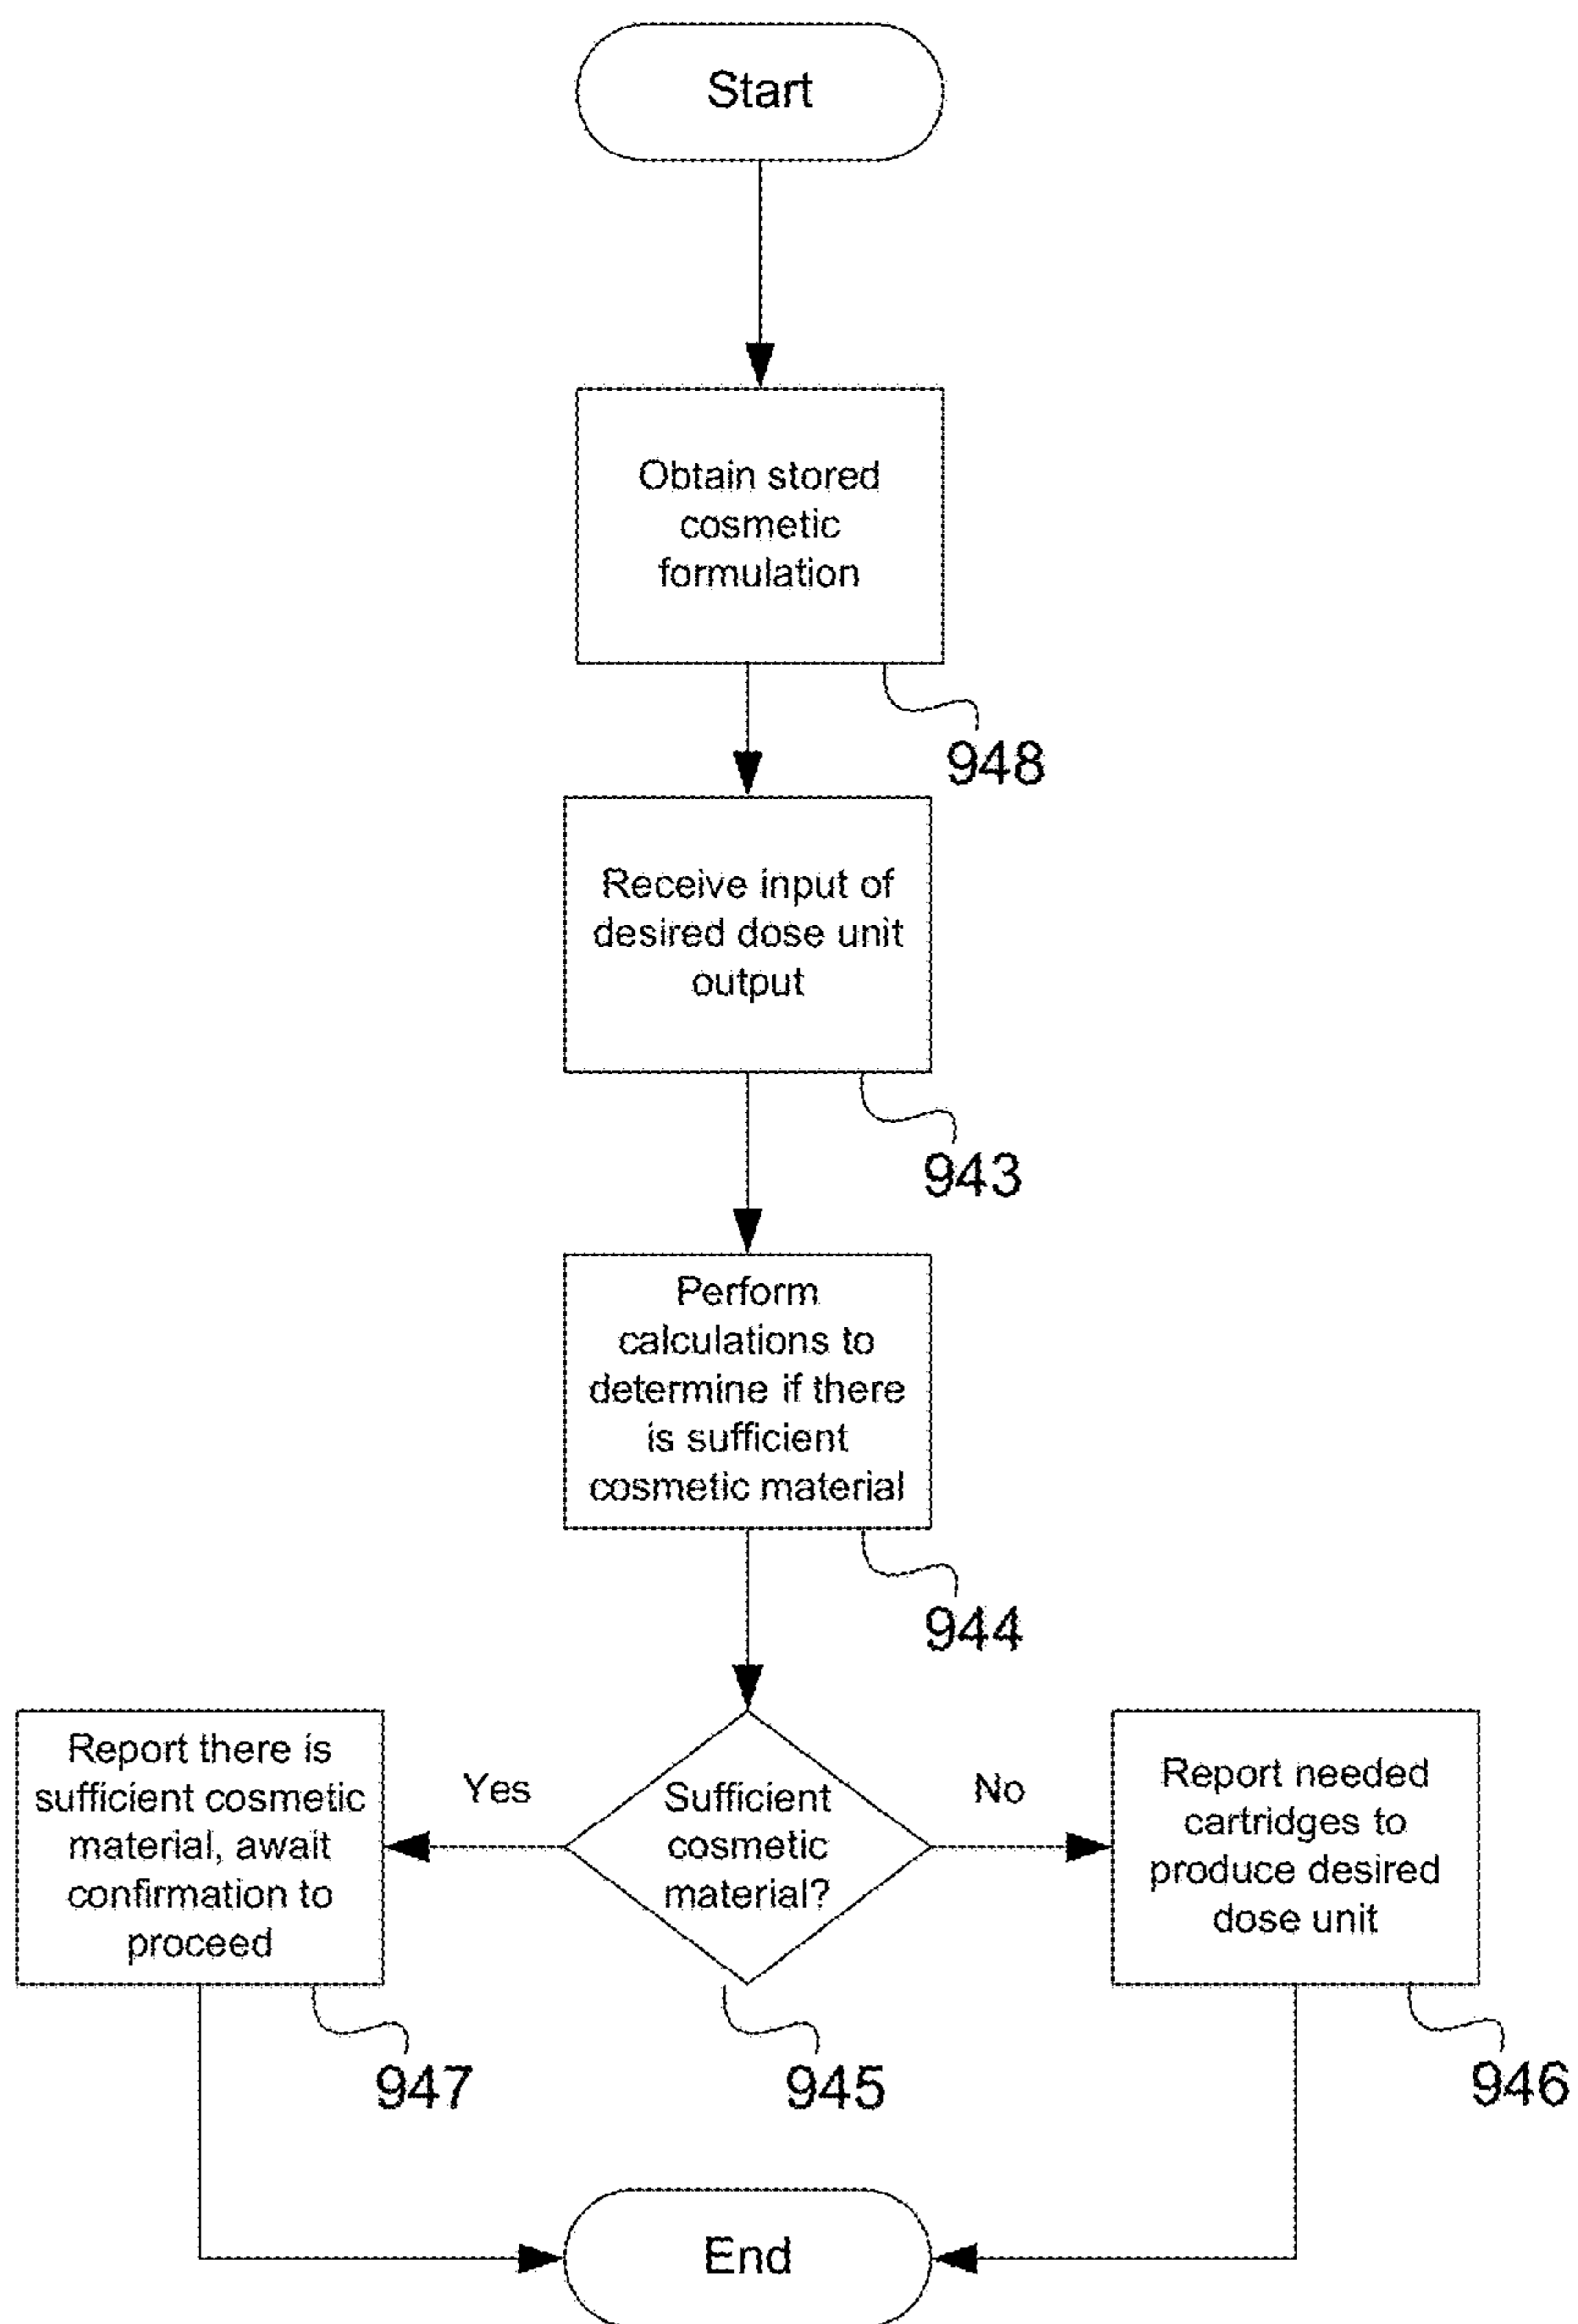 Start
Obtain stored
cosmetic
formulation
948
Receive input of
desired dose unit
output
943
Perform
calculations to
determine if there
is sufficient
cosmetic material
944
Report there is
sufficient cosmetic
material, await
confirmation to
proceed
947
Yes
Sufficient
cosmetic
material?
945
No
Report needed
cartridges to
produce desired
dose unit
946
End